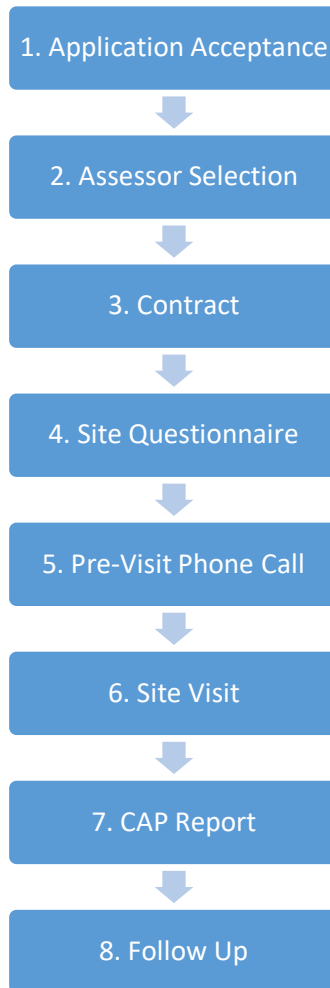 1. Application Acceptance
2. Assessor Selection
3. Contract
4. Site Questionnaire
5. Pre-Visit Phone Call
6. Site Visit
7. CAP Report
8. Follow Up